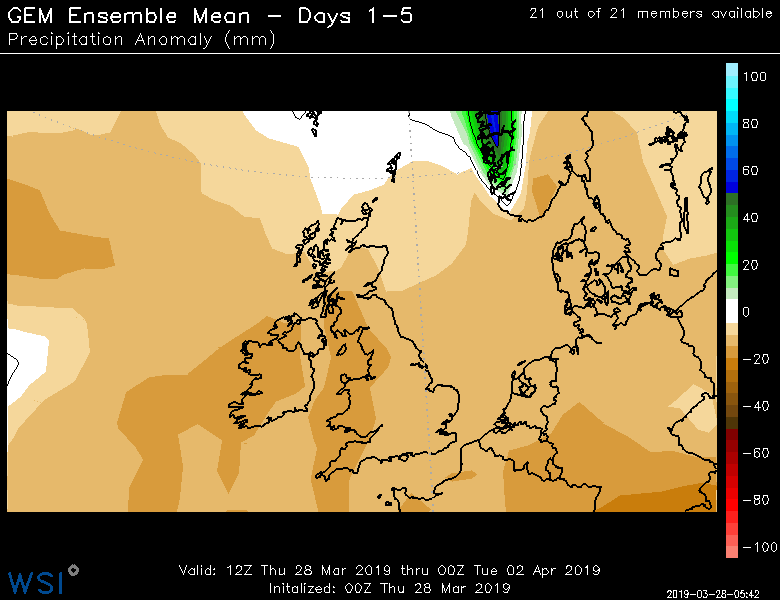 GEM Ensemble Mean – Days 1–5
21 out of 21 members available
Precipitation Anomaly (mm)
100
80
60
40
20
0
−20
−40
−60
−80
−100
Valid: 12Z Thu 28 Mar 2019 thru 00Z Tue 02 Apr 2019
Initalized: 00Z Thu 28 Mar 2019
WSI
2019-03-28-05:42